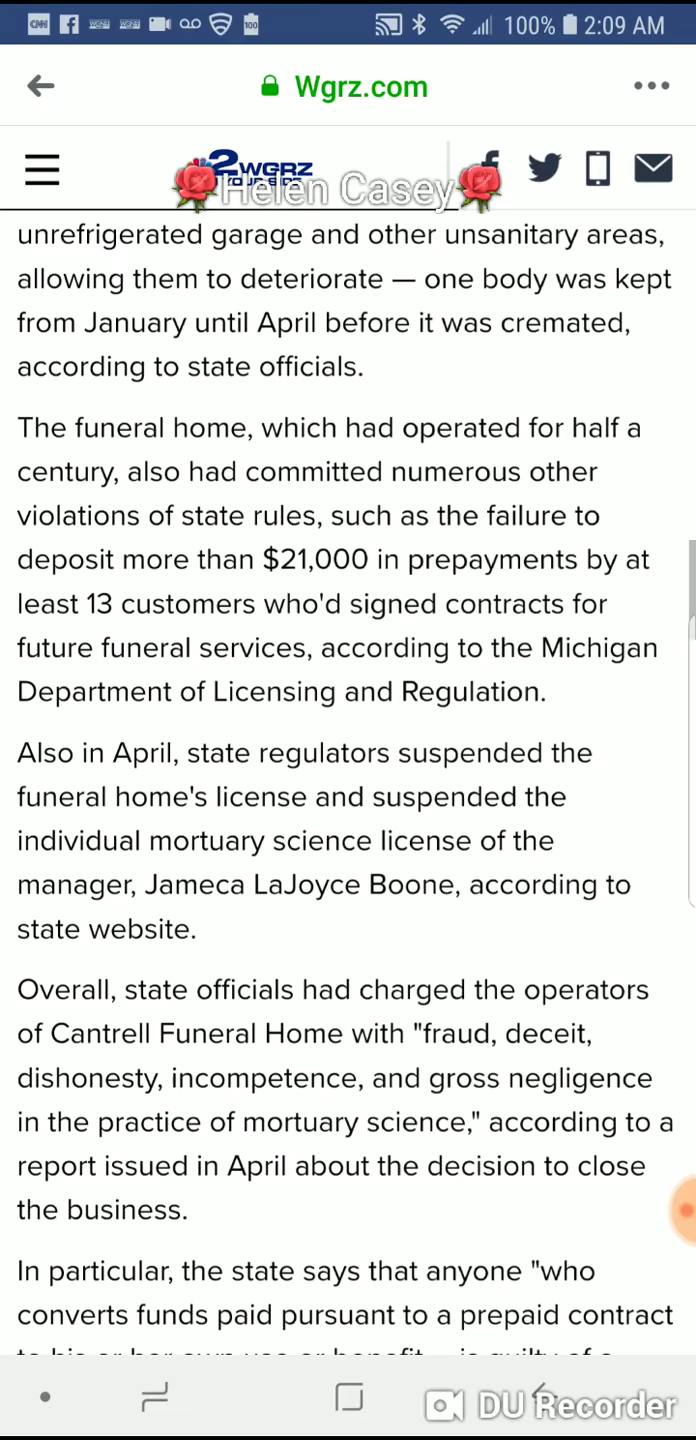 CNN WGRZ WGRZ 100 100% 2:09 AM
Wgrz.com
2 WGRZ
Helen Casey
unrefrigerated garage and other unsanitary areas,
allowing them to deteriorate — one body was kept
from January until April before it was cremated,
according to state officials.
The funeral home, which had operated for half a
century, also had committed numerous other
violations of state rules, such as the failure to
deposit more than $21,000 in prepayments by at
least 13 customers who'd signed contracts for
future funeral services, according to the Michigan
Department of Licensing and Regulation.
Also in April, state regulators suspended the
funeral home's license and suspended the
individual mortuary science license of the
manager, Jameca LaJoyce Boone, according to
state website.
Overall, state officials had charged the operators
of Cantrell Funeral Home with "fraud, deceit,
dishonesty, incompetence, and gross negligence
in the practice of mortuary science," according to a
report issued in April about the decision to close
the business.
In particular, the state says that anyone "who
converts funds paid pursuant to a prepaid contract
DU Recorder